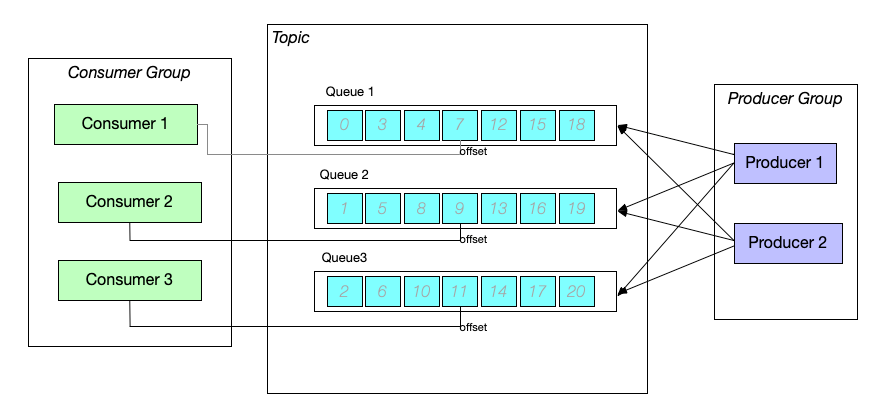 Consumer Group
Consumer 1
Consumer 2
Consumer 3
Topic
Queue 1
0 3 4 7 12 15 18
offset
Queue 2
1 5 8 9 13 16 19
offset
Queue3
2 6 10 11 14 17 20
offset
Producer Group
Producer 1
Producer 2